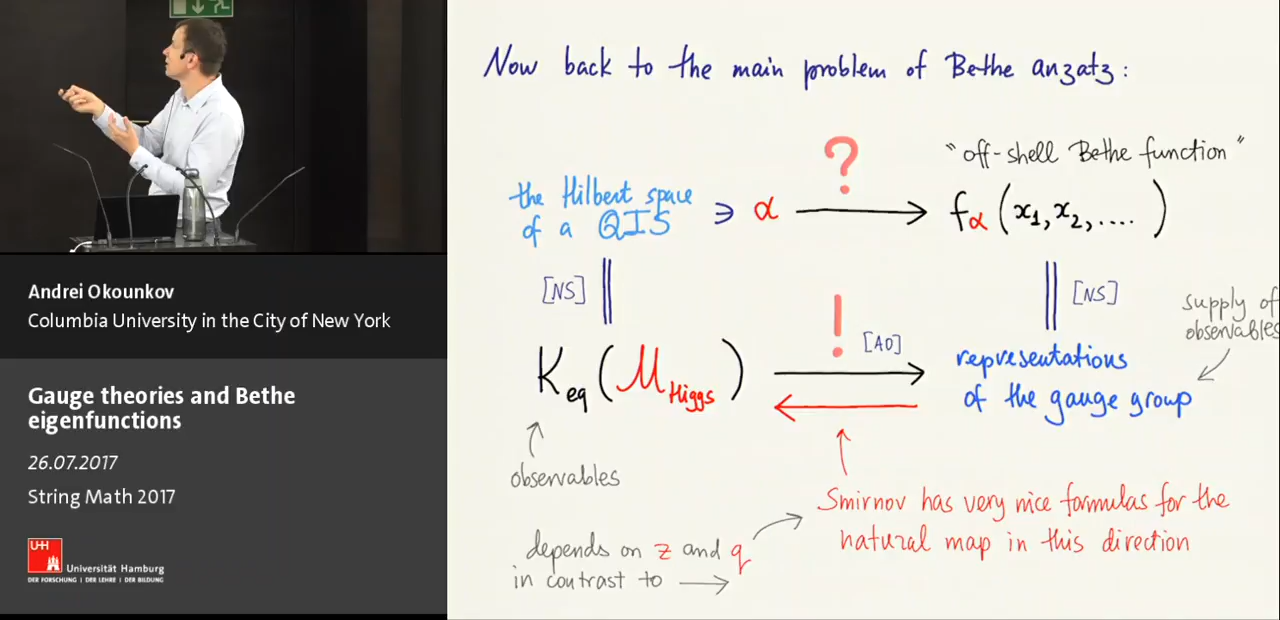 Andrei Okounkov
Columbia University in the City of New York
Gauge theories and Bethe
eigenfunctions
26.07.2017
String Math 2017
UHH
Universität Hamburg
DER FORSCHUNG | DER LEHRE | DER BILDUNG
Now back to the main problem of Bethe anzatz:
"off-shell Bethe function"
?
the Hilbert space
of a QIS ∋ α ⟶ fα (x1, x2, ....)
[NS] [NS]
supply of
observables
! [AO]
Keq (MHiggs) ⟶ representations
of the gauge group
observables
Smirnov has very nice formulas for the
natural map in this direction
depends on z and q
in contrast to ⟶